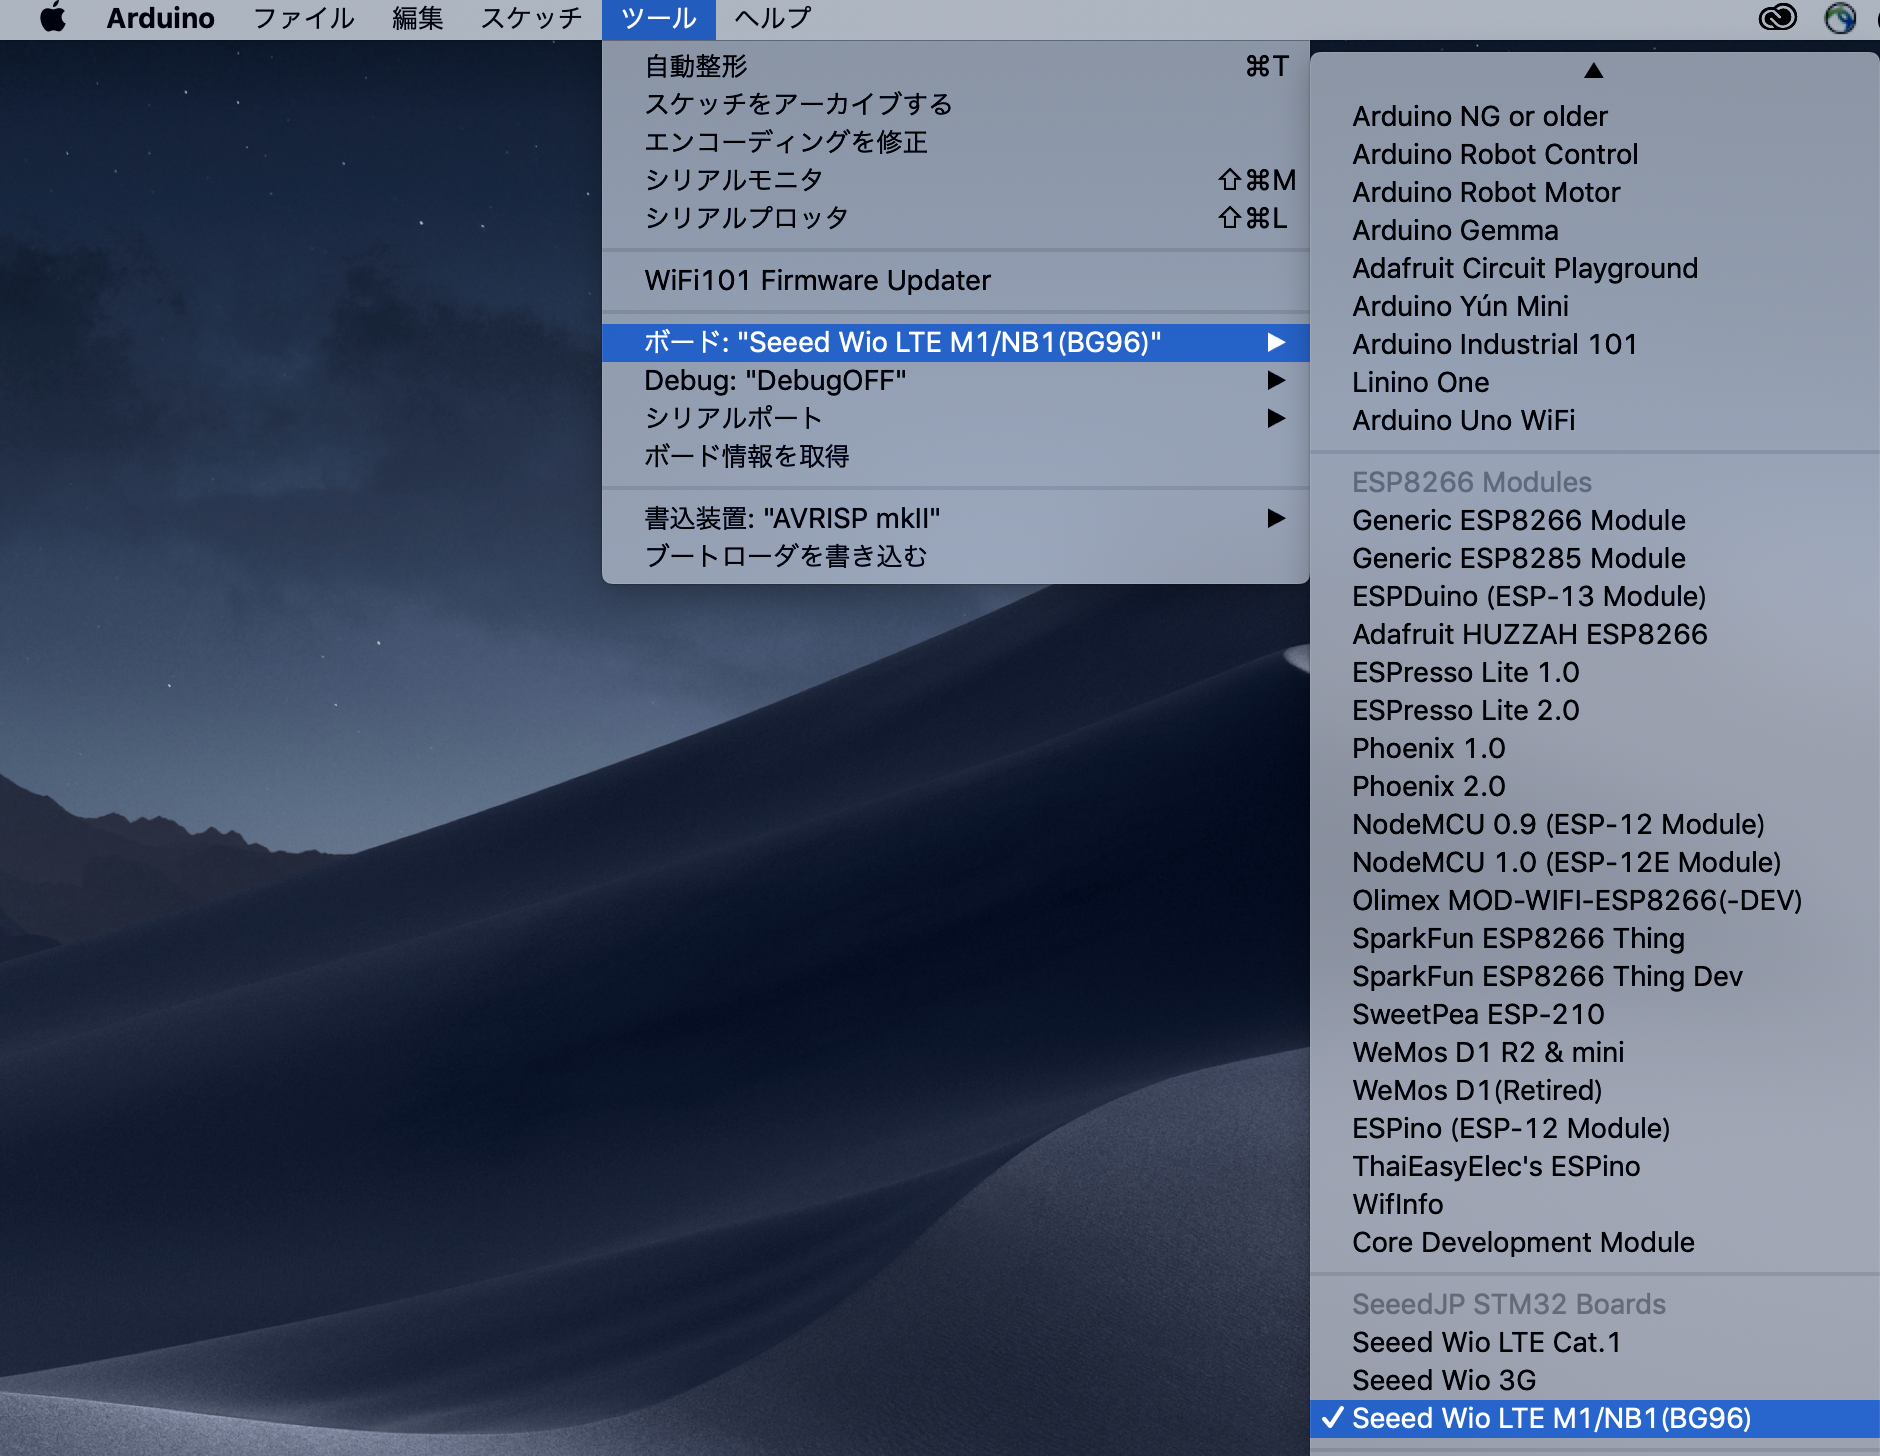 Arduino ファイル 編集 スケッチ ツール ヘルプ
自動整形 ⌘T
スケッチをアーカイブする
エンコーディングを修正
シリアルモニタ ⇧⌘M
シリアルプロッタ ⇧⌘L
WiFi101 Firmware Updater
ボード: "Seeed Wio LTE M1/NB1(BG96)"
Debug: "DebugOFF"
シリアルポート
ボード情報を取得
書込装置: "AVRISP mkII"
ブートローダを書き込む
Arduino NG or older
Arduino Robot Control
Arduino Robot Motor
Arduino Gemma
Adafruit Circuit Playground
Arduino Yún Mini
Arduino Industrial 101
Linino One
Arduino Uno WiFi
ESP8266 Modules
Generic ESP8266 Module
Generic ESP8285 Module
ESPDuino (ESP-13 Module)
Adafruit HUZZAH ESP8266
ESPresso Lite 1.0
ESPresso Lite 2.0
Phoenix 1.0
Phoenix 2.0
NodeMCU 0.9 (ESP-12 Module)
NodeMCU 1.0 (ESP-12E Module)
Olimex MOD-WIFI-ESP8266(-DEV)
SparkFun ESP8266 Thing
SparkFun ESP8266 Thing Dev
SweetPea ESP-210
WeMos D1 R2 & mini
WeMos D1(Retired)
ESPino (ESP-12 Module)
ThaiEasyElec's ESPino
WifInfo
Core Development Module
SeeedJP STM32 Boards
Seeed Wio LTE Cat.1
Seeed Wio 3G
✓ Seeed Wio LTE M1/NB1(BG96)